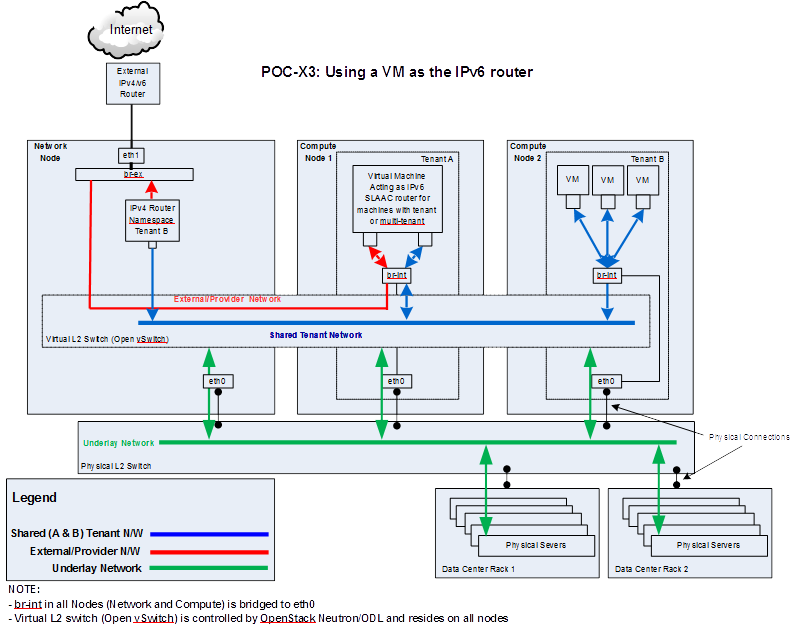 Internet
External
IPv4/v6
Router
POC-X3: Using a VM as the IPv6 router
Network
Node
eth1
br-ex
IPv4 Router
Namespace
Tenant B
Compute
Node 1
Tenant A
Virtual Machine
Acting as IPv6
SLAAC router for
machines with tenant
or multi-tenant
br-int
Compute
Node 2
Tenant B
VM
VM
VM
br-int
External/Provider Network
Shared Tenant Network
Virtual L2 Switch (Open vSwitch)
eth0
eth0
eth0
Physical Connections
Underlay Network
Physical L2 Switch
Legend
Shared (A & B) Tenant N/W
External/Provider N/W
Underlay Network
Physical Severs
Data Center Rack 1
Physical Servers
Data Center Rack 2
NOTE:
- br-int in all Nodes (Network and Compute) is bridged to eth0
- Virtual L2 switch (Open vSwitch) is controlled by OpenStack Neutron/ODL and resides on all nodes